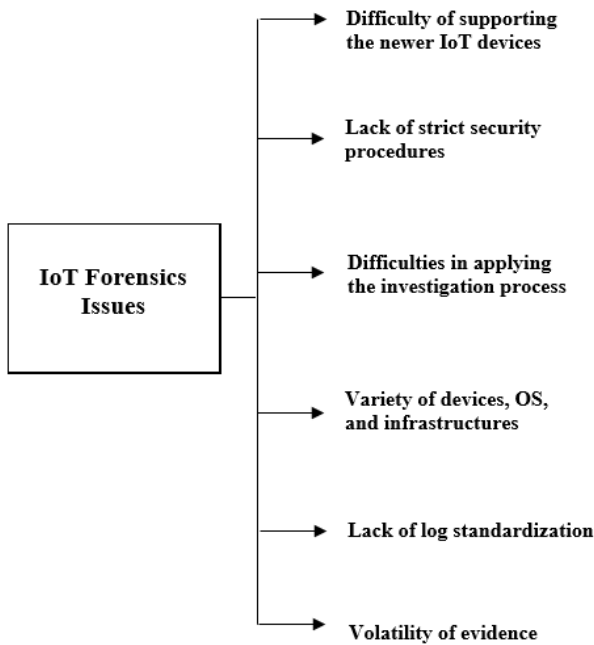 Difficulty of supporting
the newer IoT devices
Lack of strict security
procedures
IoT Forensics
Issues
Difficulties in applying
the investigation process
Variety of devices, OS,
and infrastructures
Lack of log standardization
Volatility of evidence